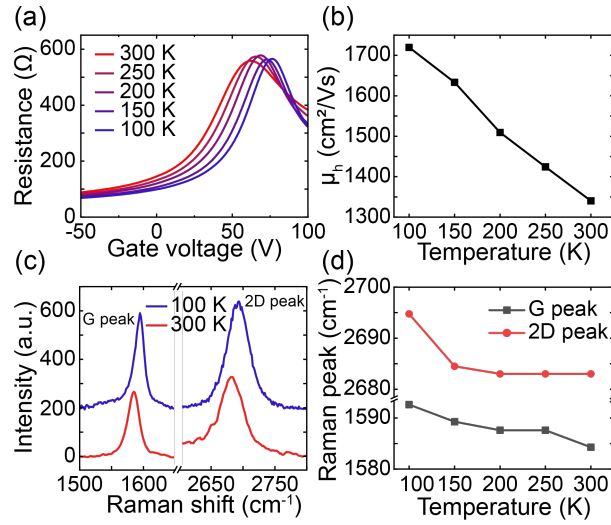 (a)
Resistance (Ω)
600
400
200
0
300 K
250 K
200 K
150 K
100 K
-50 0 50 100
Gate voltage (V)
(b)
μh (cm²/Vs)
1700
1600
1500
1400
1300
100 150 200 250 300
Temperature (K)
(c)
Intensity (a.u.)
600
400
200
0
G peak
100 K
300 K
2D peak
1500 1600 2650 2750
Raman shift (cm⁻¹)
(d)
Raman peak (cm⁻¹)
2700
2690
2680
1590
1580
G peak
2D peak
100 150 200 250 300
Temperature (K)